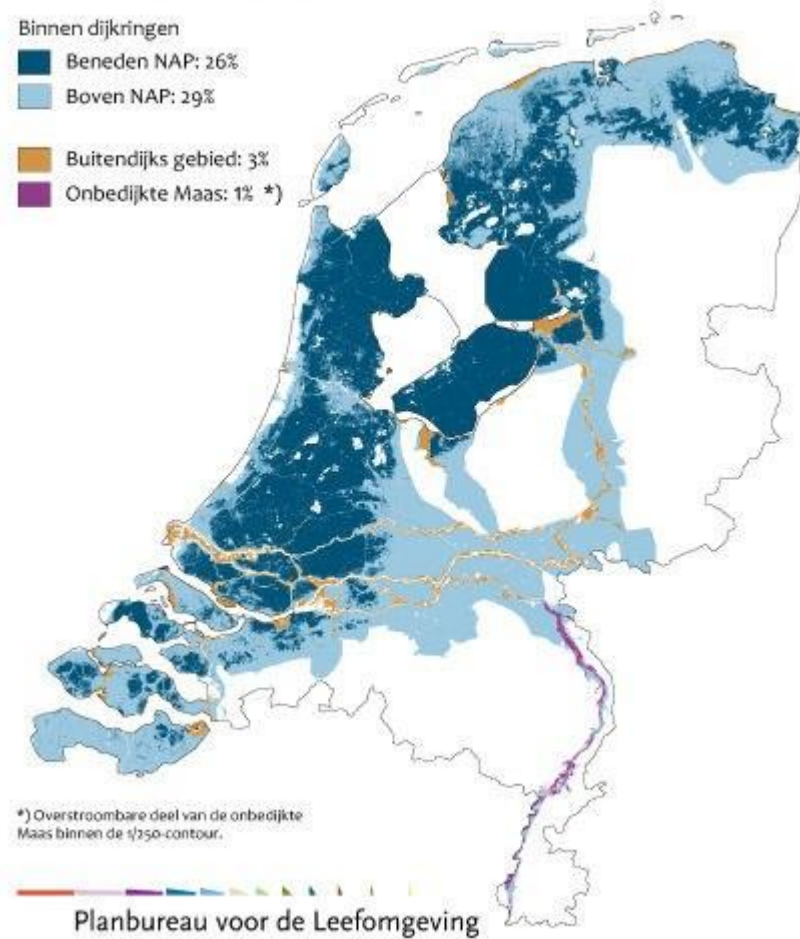 Binnen dijkringen
Beneden NAP: 26%
Boven NAP: 29%
Buitendijks gebied: 3%
Onbedijkte Maas: 1% *)
*) Overstroombare deel van de onbedijkte
Maas binnen de 1/250-contour.
Planbureau voor de Leefomgeving